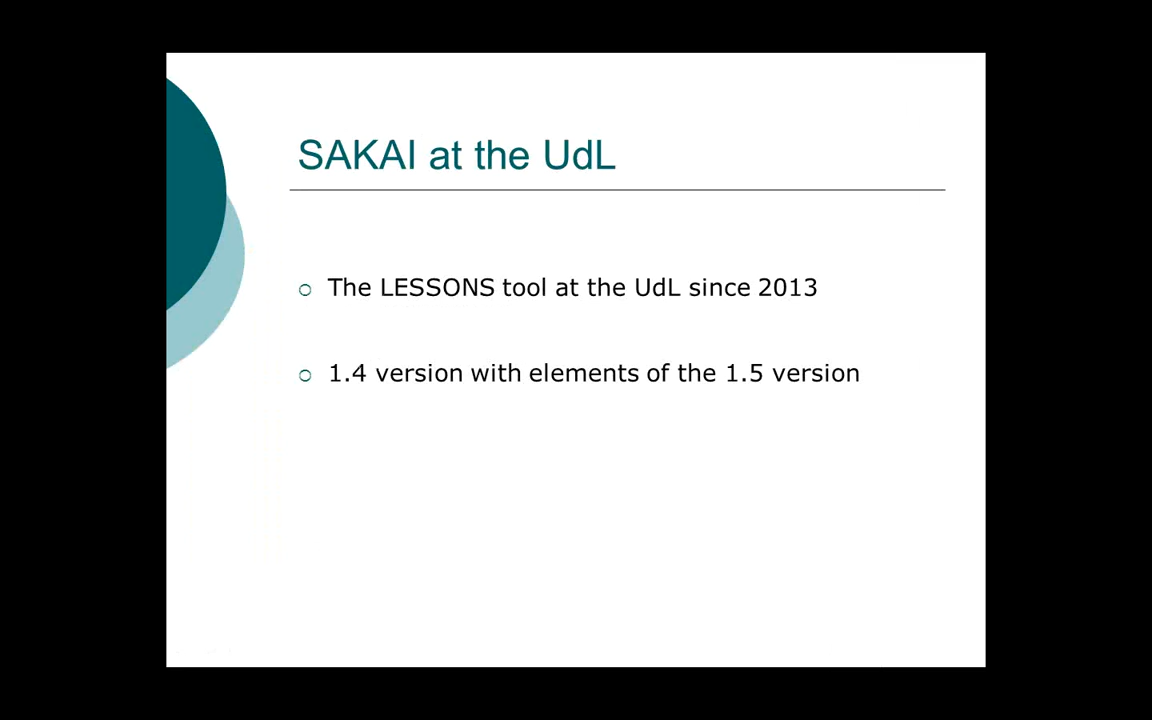 SAKAI at the UdL
The LESSONS tool at the UdL since 2013
1.4 version with elements of the 1.5 version